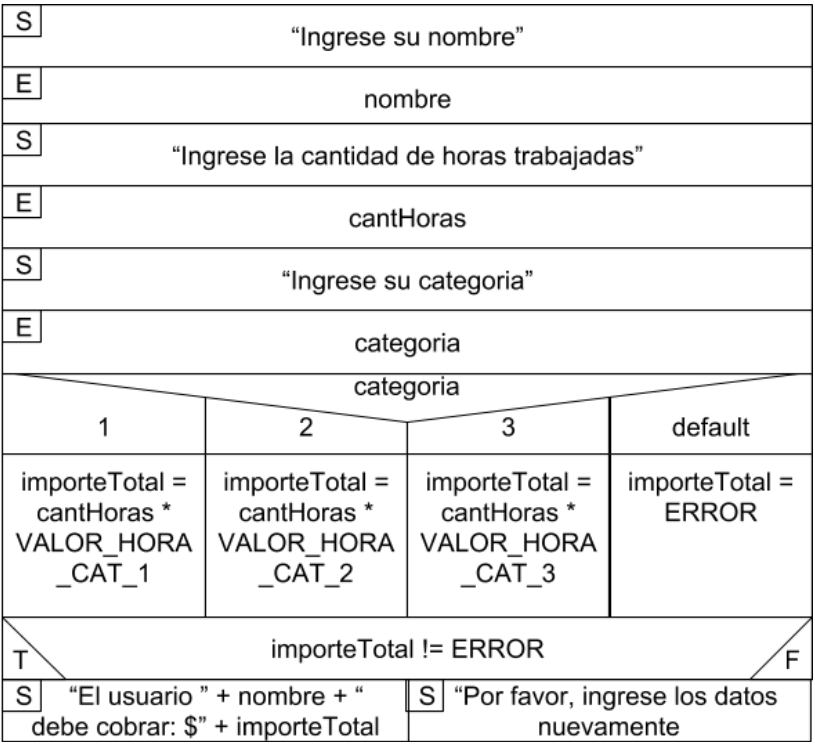 S
“Ingrese su nombre”
E
nombre
S
“Ingrese la cantidad de horas trabajadas”
E
cantHoras
S
“Ingrese su categoria”
E
categoria
categoria
1
2
3
default
importeTotal =
cantHoras *
VALOR_HORA
_CAT_1
importeTotal =
cantHoras *
VALOR_HORA
_CAT_2
importeTotal =
cantHoras *
VALOR_HORA
_CAT_3
importeTotal =
ERROR
T
importeTotal != ERROR
F
S
“El usuario ” + nombre + “
debe cobrar: $” + importeTotal
S
“Por favor, ingrese los datos
nuevamente